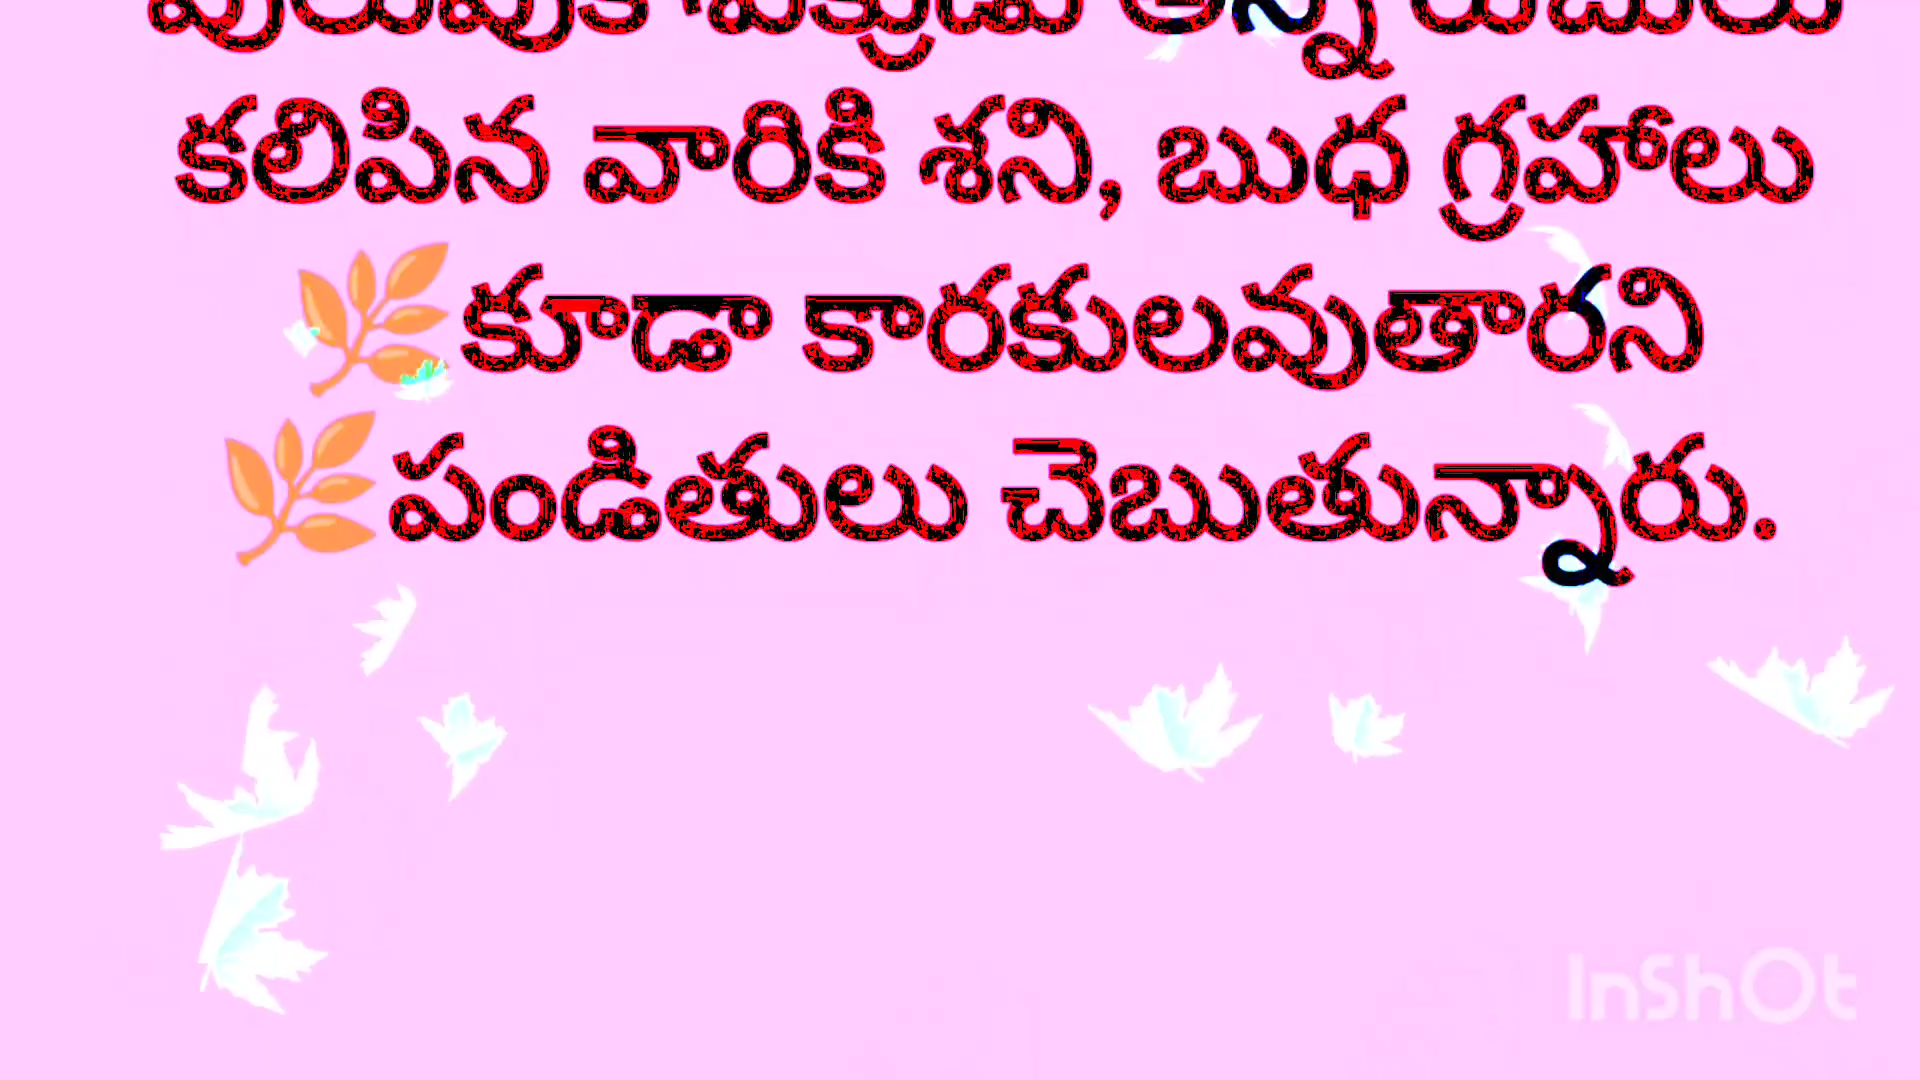 కలిపిన వారికి శని, బుధ గ్రహాలు
కూడా కారకులవుతారని
పండితులు చెబుతున్నారు.
InShOt